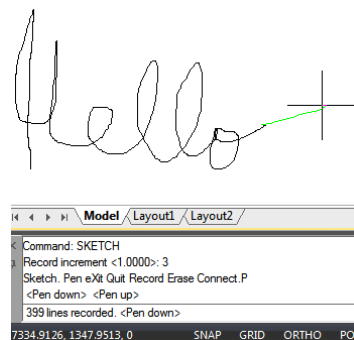 Hello
Model Layout1 Layout2
Command: SKETCH
Record increment <1.0000>: 3
Sketch. Pen eXit Quit Record Erase Connect.P
<Pen down> <Pen up>
399 lines recorded. <Pen down>
7334.9126, 1347.9513, 0 SNAP GRID ORTHO